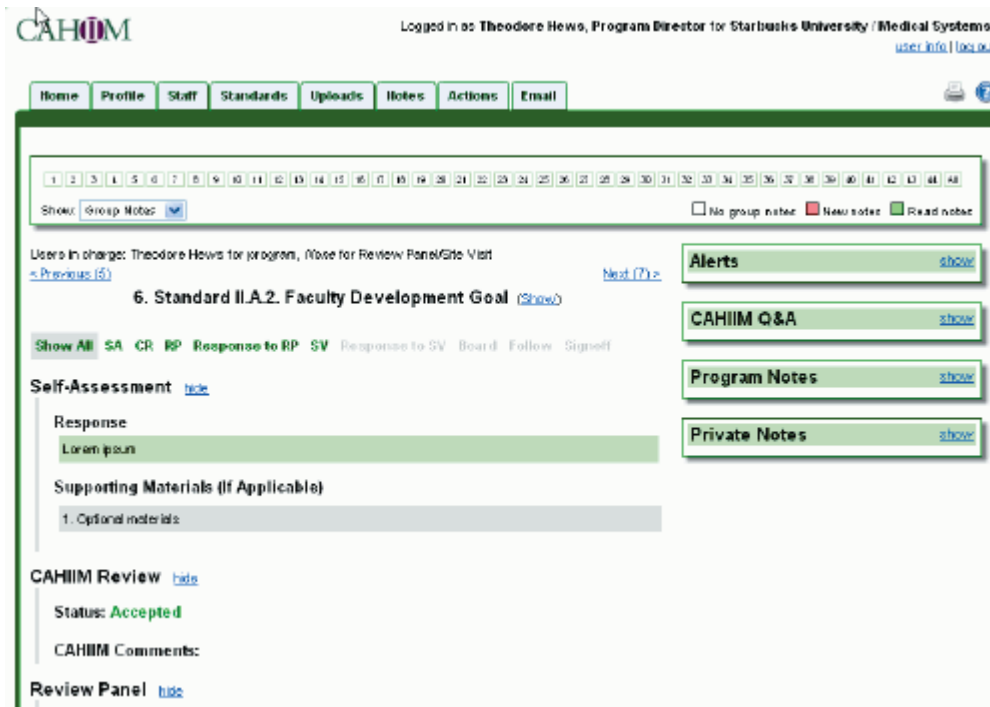 CAHIIM
Logged in as Theodore Hews, Program Director for Starbucks University / Medical Systems
user info | log ou
Home Profile Staff Standards Uploads Notes Actions Email
1 2 3 4 5 6 7 8 9 10 11 12 13 14 15 16 17 18 19 20 21 22 23 24 25 26 27 28 29 30 31 32 33 34 35 36 37 38 39 40 41 42 43 44
Show: Group Notes
No group notes New notes Read notes
Users in charge: Theodore Hews for program, None for Review Panel/Site Visit
< Previous (5) Next (7) >
6. Standard II.A.2. Faculty Development Goal (Show)
Show All SA CR RP Response to RP SV Response to SV Board Follow Signoff
Self-Assessment hide
Response
Lorem ipsum
Supporting Materials (If Applicable)
1. Optional materials
CAHIIM Review hide
Status: Accepted
CAHIIM Comments:
Review Panel hide
Alerts show
CAHIIM Q&A show
Program Notes show
Private Notes show